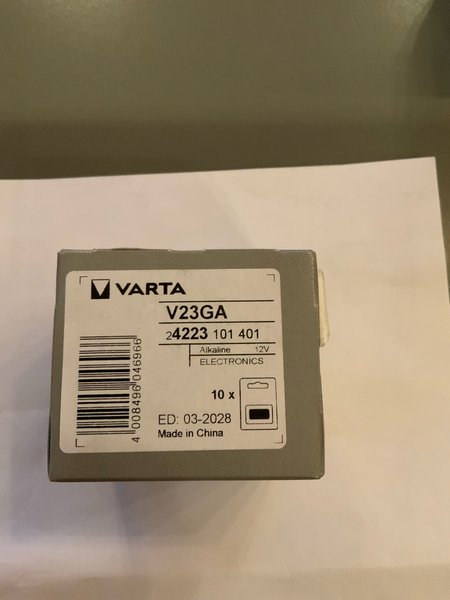 VARTA
V23GA
24223 101 401
Alkaline 12V
ELECTRONICS
10 x
ED: 03-2028
Made in China
4 008496 046966